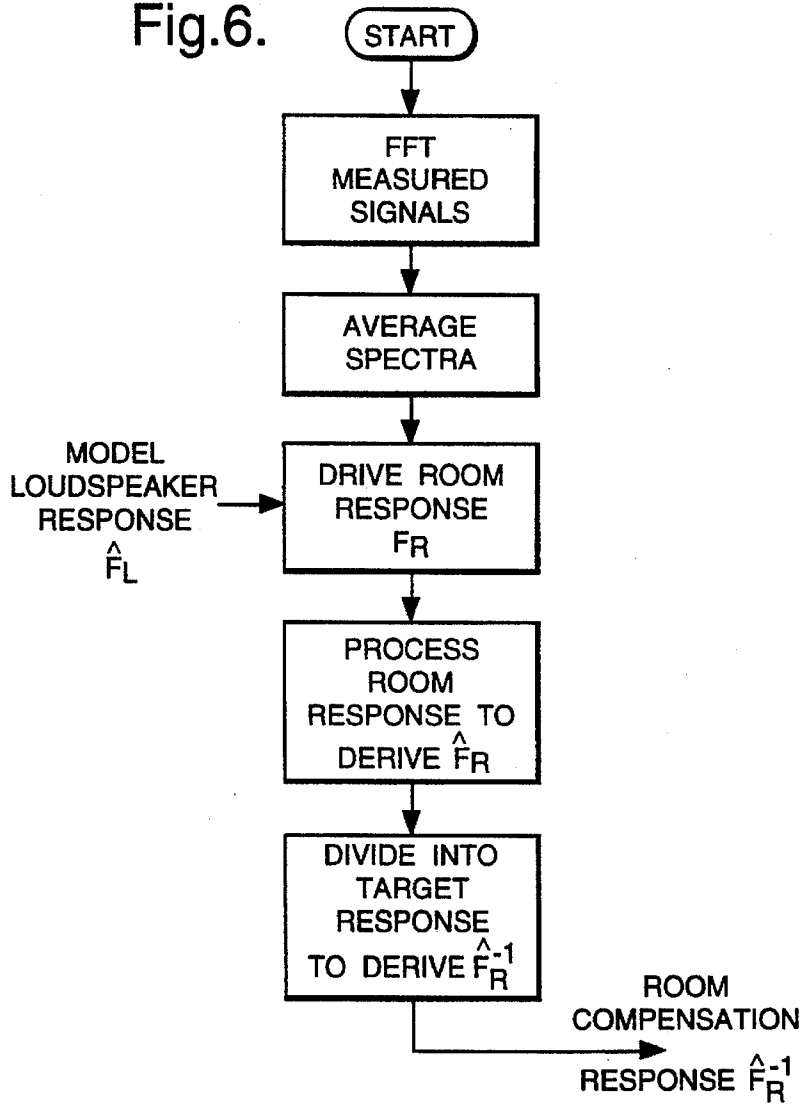 Fig.6.
START
FFT
MEASURED
SIGNALS
AVERAGE
SPECTRA
MODEL
LOUDSPEAKER
RESPONSE
F̂L
DRIVE ROOM
RESPONSE
FR
PROCESS
ROOM
RESPONSE TO
DERIVE F̂R
DIVIDE INTO
TARGET
RESPONSE
TO DERIVE F̂R⁻¹
ROOM
COMPENSATION
RESPONSE F̂R⁻¹